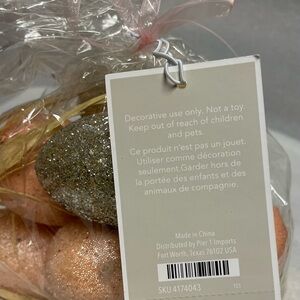 Decorative use only. Not a toy.
Keep out of reach of children
and pets.
Ce produit n'est pas un jouet.
Utiliser comme décoration
seulement.Garder hors de
la portée des enfants et des
animaux de compagnie.
Made in China
Distributed by Pier 1 Imports
Fort Worth, Texas 76102 USA
SKU 4174043